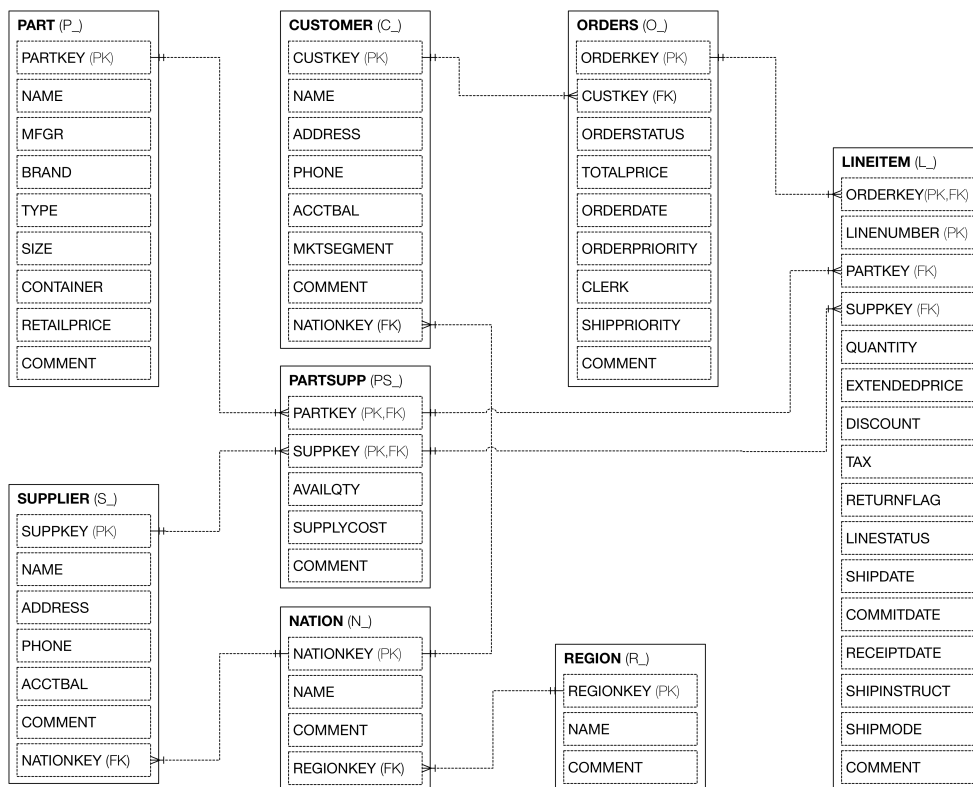 PART (P_)
PARTKEY (PK)
NAME
MFGR
BRAND
TYPE
SIZE
CONTAINER
RETAILPRICE
COMMENT
SUPPLIER (S_)
SUPPKEY (PK)
NAME
ADDRESS
PHONE
ACCTBAL
COMMENT
NATIONKEY (FK)
CUSTOMER (C_)
CUSTKEY (PK)
NAME
ADDRESS
PHONE
ACCTBAL
MKTSEGMENT
COMMENT
NATIONKEY (FK)
PARTSUPP (PS_)
PARTKEY (PK,FK)
SUPPKEY (PK,FK)
AVAILQTY
SUPPLYCOST
COMMENT
NATION (N_)
NATIONKEY (PK)
NAME
COMMENT
REGIONKEY (FK)
ORDERS (O_)
ORDERKEY (PK)
CUSTKEY (FK)
ORDERSTATUS
TOTALPRICE
ORDERDATE
ORDERPRIORITY
CLERK
SHIPPRIORITY
COMMENT
REGION (R_)
REGIONKEY (PK)
NAME
COMMENT
LINEITEM (L_)
ORDERKEY(PK,FK)
LINENUMBER (PK)
PARTKEY (FK)
SUPPKEY (FK)
QUANTITY
EXTENDEDPRICE
DISCOUNT
TAX
RETURNFLAG
LINESTATUS
SHIPDATE
COMMITDATE
RECEIPTDATE
SHIPINSTRUCT
SHIPMODE
COMMENT